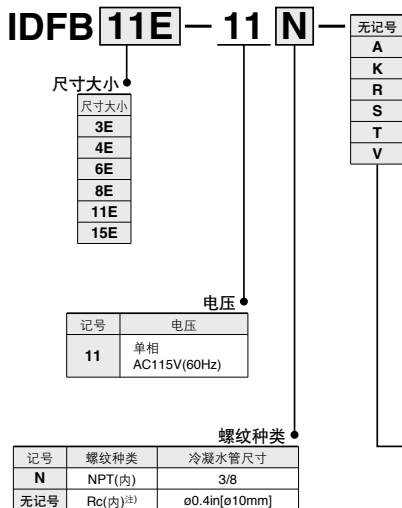 IDFB 11E — 11 N —
无记号
A
K
R
S
T
V
尺寸大小
尺寸大小
3E
4E
6E
8E
11E
15E
电压
记号 电压
11 单相
AC115V(60Hz)
螺纹种类
记号 螺纹种类 冷凝水管尺寸
N NPT(内) 3/8
无记号 Rc(内)注) ø0.4in[ø10mm]